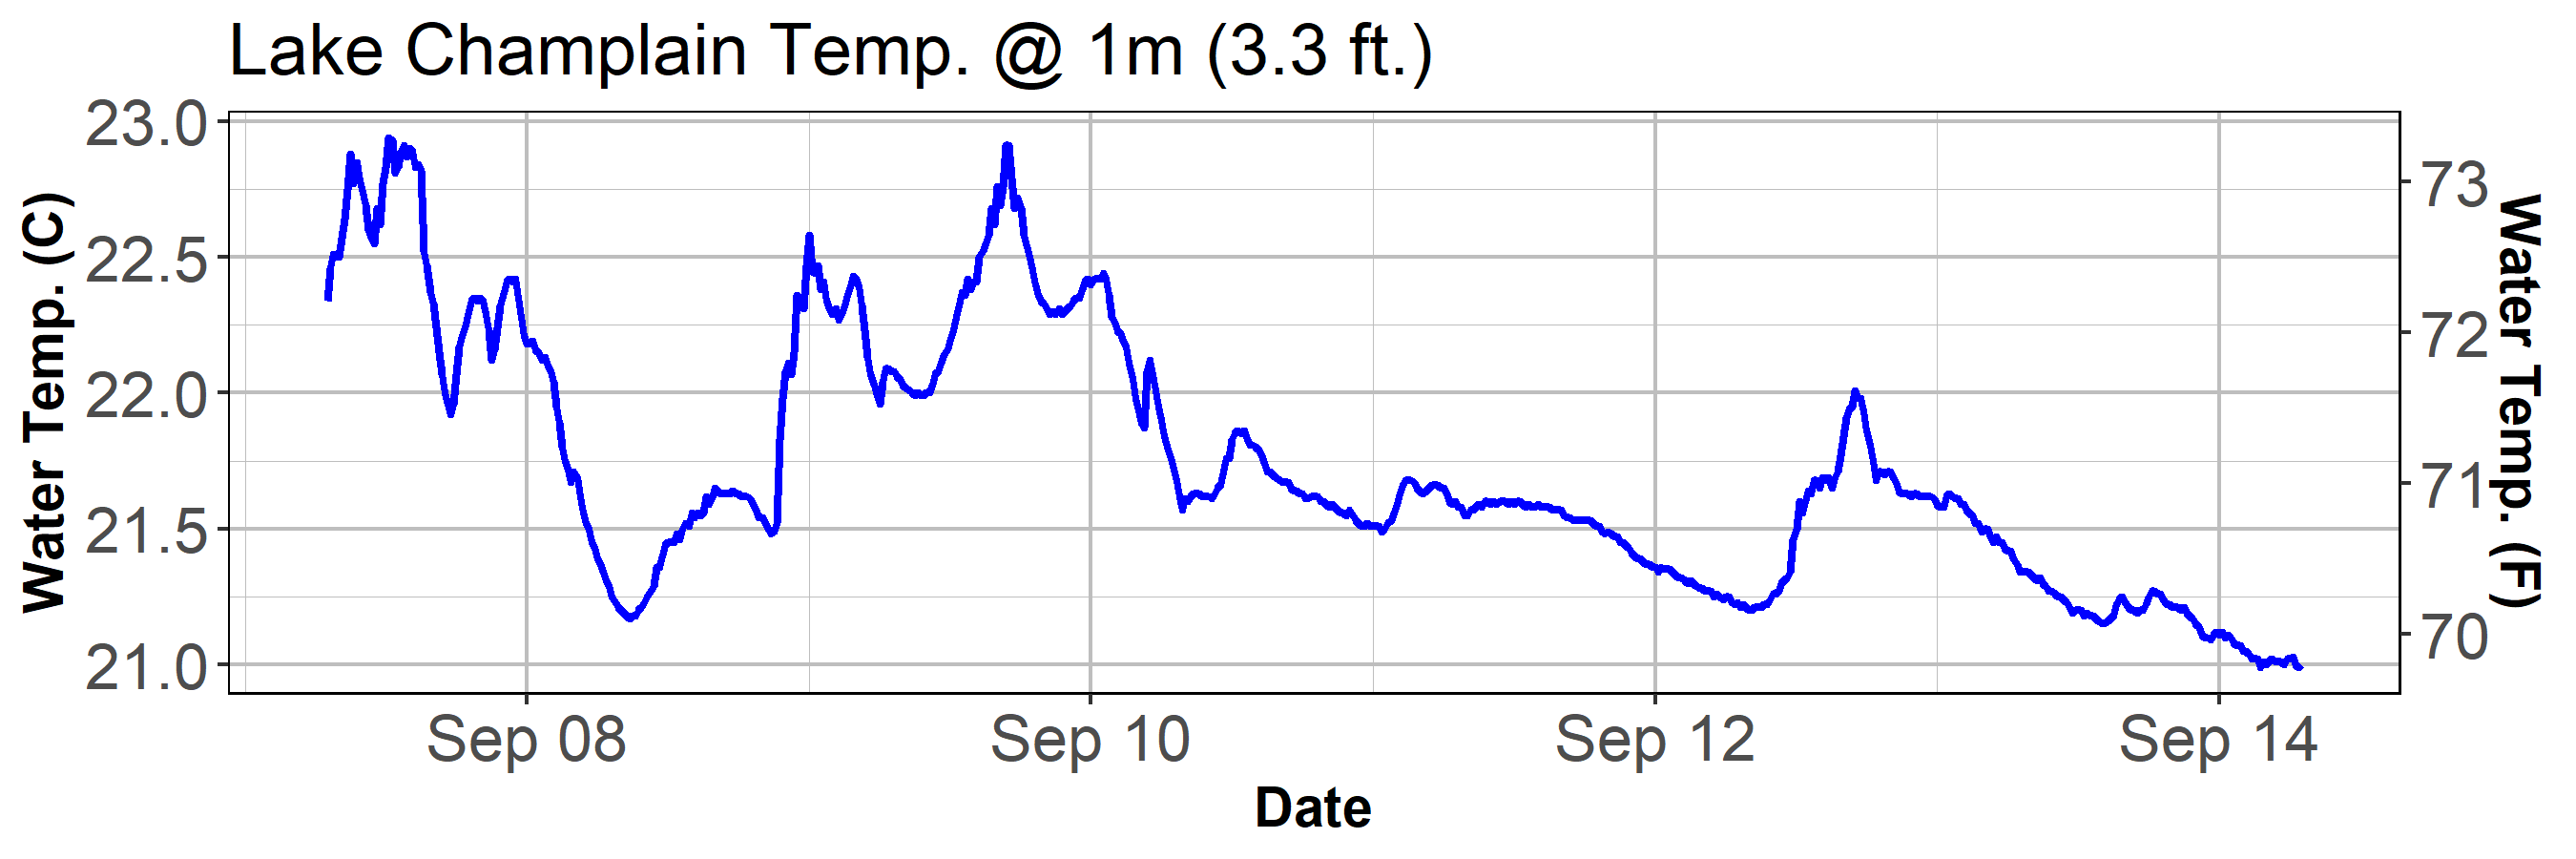 Lake Champlain Temp. @ 1m (3.3 ft.)
Water Temp. (C)
23.0
22.5
22.0
21.5
21.0
73
72
71
70
Water Temp. (F)
Sep 08 Sep 10 Sep 12 Sep 14
Date